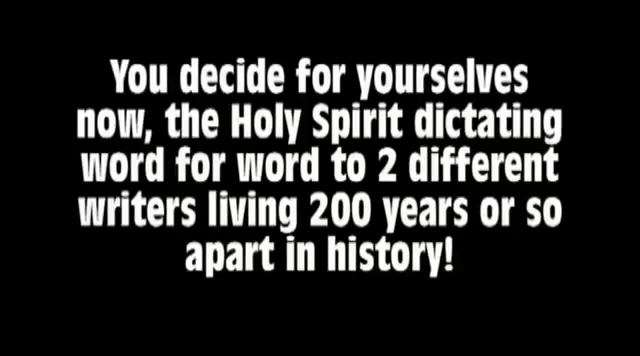 You decide for yourselves
now, the Holy Spirit dictating
word for word to 2 different
writers living 200 years or so
apart in history!